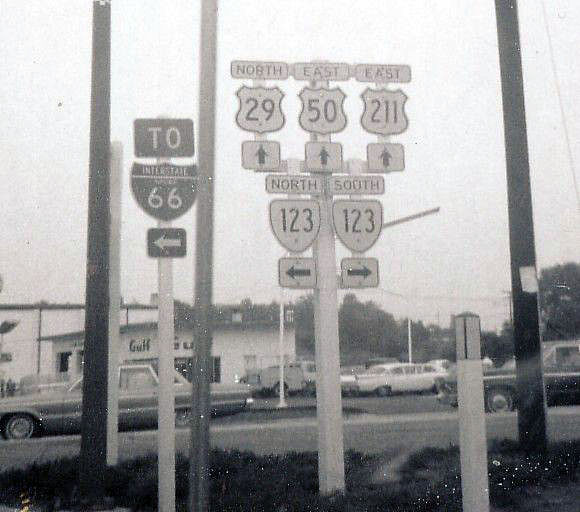 TO
INTERSTATE
66
NORTH EAST EAST
29 50 211
NORTH SOUTH
123 123
Gulf